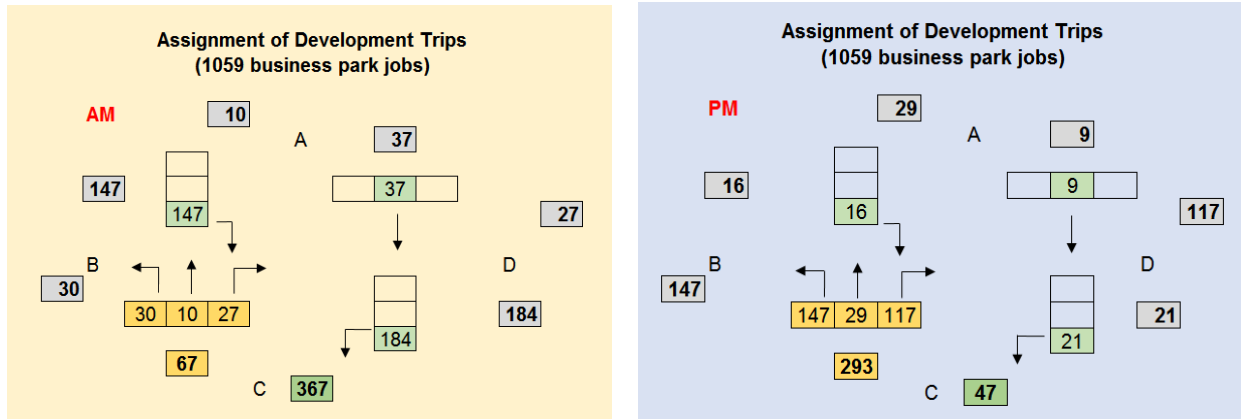 Assignment of Development Trips
(1059 business park jobs)
AM
10
A
37
147
37
147
27
B
D
30
30 10 27
184
184
67
C
367
Assignment of Development Trips
(1059 business park jobs)
PM
29
A
9
16
9
16
117
B
D
147
147 29 117
21
21
293
C
47